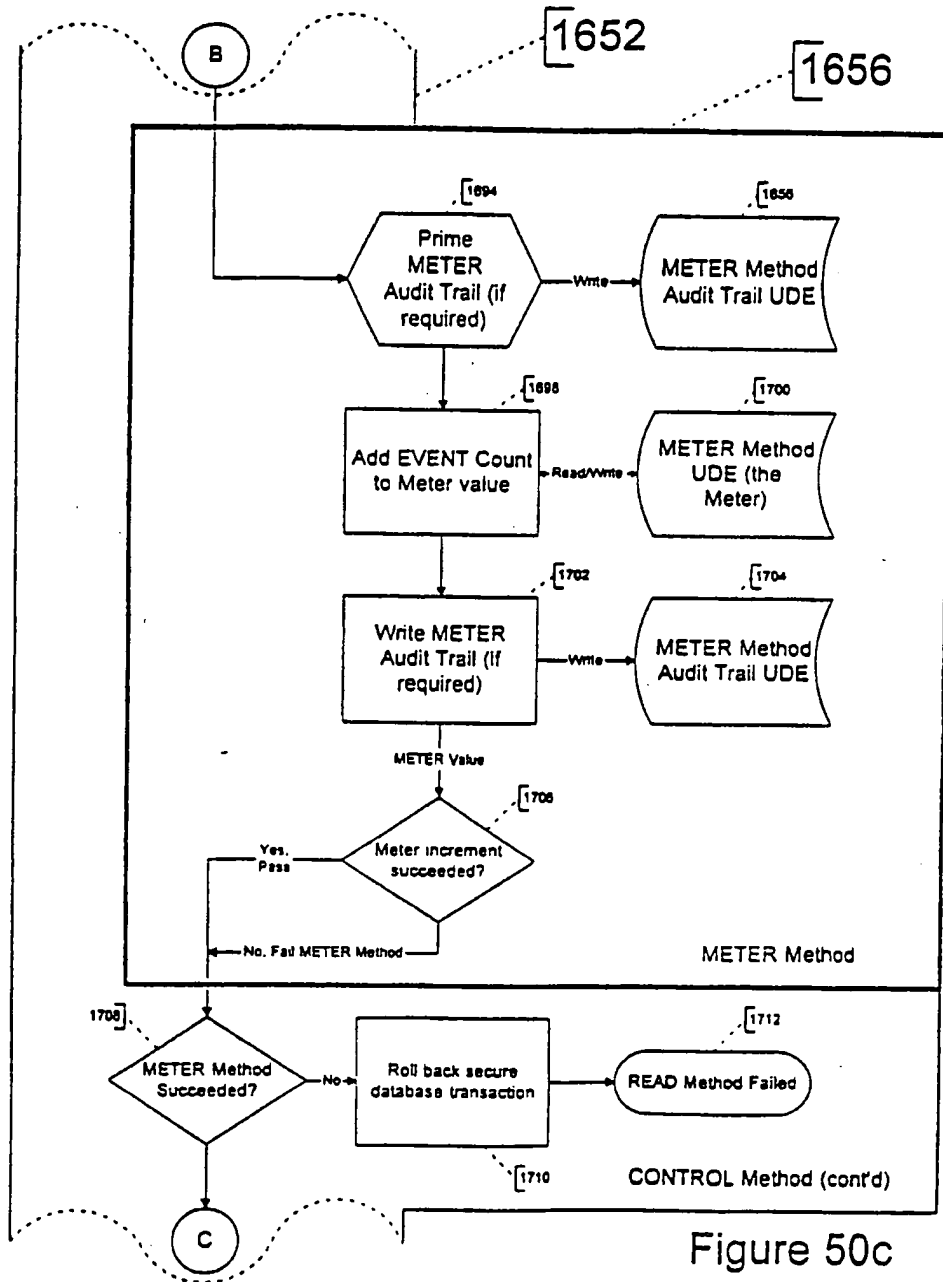 B
1652
1656
1694
Prime
METER
Audit Trail (if
required)
Write
1656
METER Method
Audit Trail UDE
1698
Add EVENT Count
to Meter value
Read/Write
1700
METER Method
UDE (the
Meter)
1702
Write METER
Audit Trail (if
required)
Write
1704
METER Method
Audit Trail UDE
METER Value
1706
Meter increment
succeeded?
Yes,
Pass
No, Fail METER Method
METER Method
1708
METER Method
Succeeded?
No
Roll back secure
database transaction
1710
1712
READ Method Failed
CONTROL Method (cont'd)
C
Figure 50c